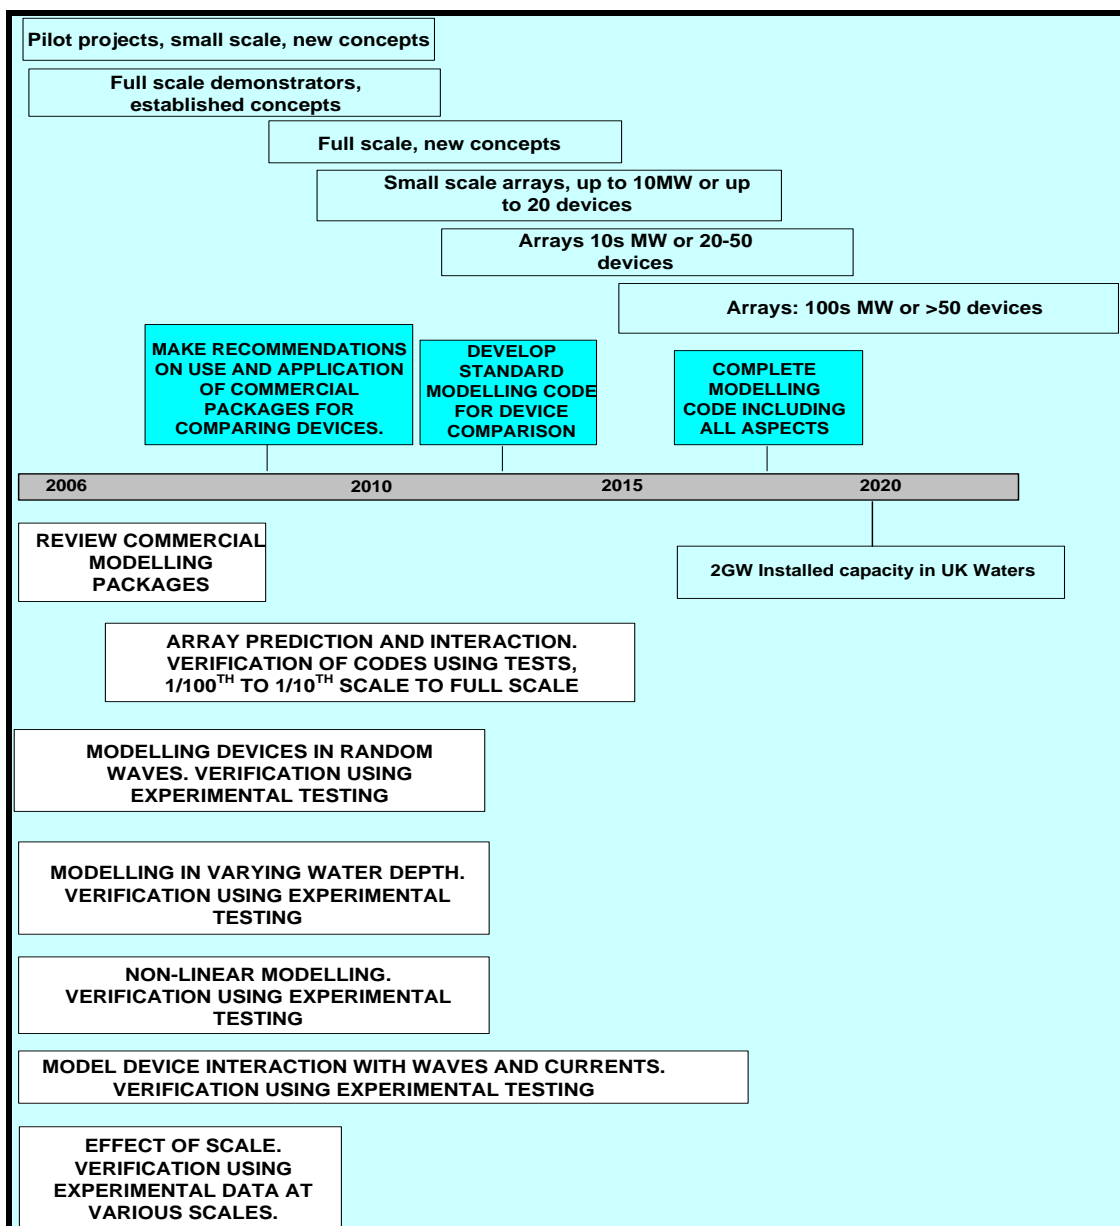 Pilot projects, small scale, new concepts
Full scale demonstrators,
established concepts
Full scale, new concepts
Small scale arrays, up to 10MW or up
to 20 devices
Arrays 10s MW or 20-50
devices
Arrays: 100s MW or >50 devices
MAKE RECOMMENDATIONS
ON USE AND APPLICATION
OF COMMERCIAL
PACKAGES FOR
COMPARING DEVICES.
DEVELOP
STANDARD
MODELLING CODE
FOR DEVICE
COMPARISON
COMPLETE
MODELLING
CODE INCLUDING
ALL ASPECTS
2006 2010 2015 2020
REVIEW COMMERCIAL
MODELLING
PACKAGES
2GW Installed capacity in UK Waters
ARRAY PREDICTION AND INTERACTION.
VERIFICATION OF CODES USING TESTS,
1/100TH TO 1/10TH SCALE TO FULL SCALE
MODELLING DEVICES IN RANDOM
WAVES. VERIFICATION USING
EXPERIMENTAL TESTING
MODELLING IN VARYING WATER DEPTH.
VERIFICATION USING EXPERIMENTAL
TESTING
NON-LINEAR MODELLING.
VERIFICATION USING EXPERIMENTAL
TESTING
MODEL DEVICE INTERACTION WITH WAVES AND CURRENTS.
VERIFICATION USING EXPERIMENTAL TESTING
EFFECT OF SCALE.
VERIFICATION USING
EXPERIMENTAL DATA AT
VARIOUS SCALES.